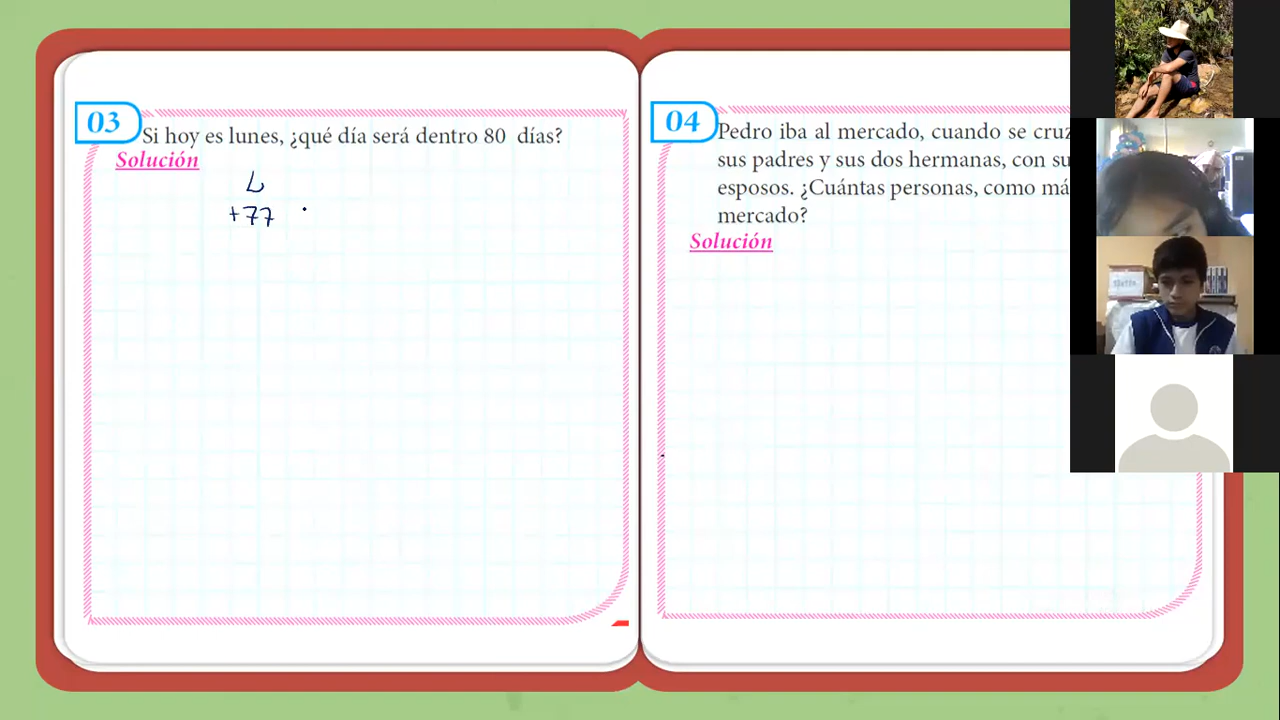 03
Si hoy es lunes, ¿qué día será dentro 80 días?
Solución
L
+77
04
Pedro iba al mercado, cuando se cruz
sus padres y sus dos hermanas, con su
esposos. ¿Cuántas personas, como má
mercado?
Solución